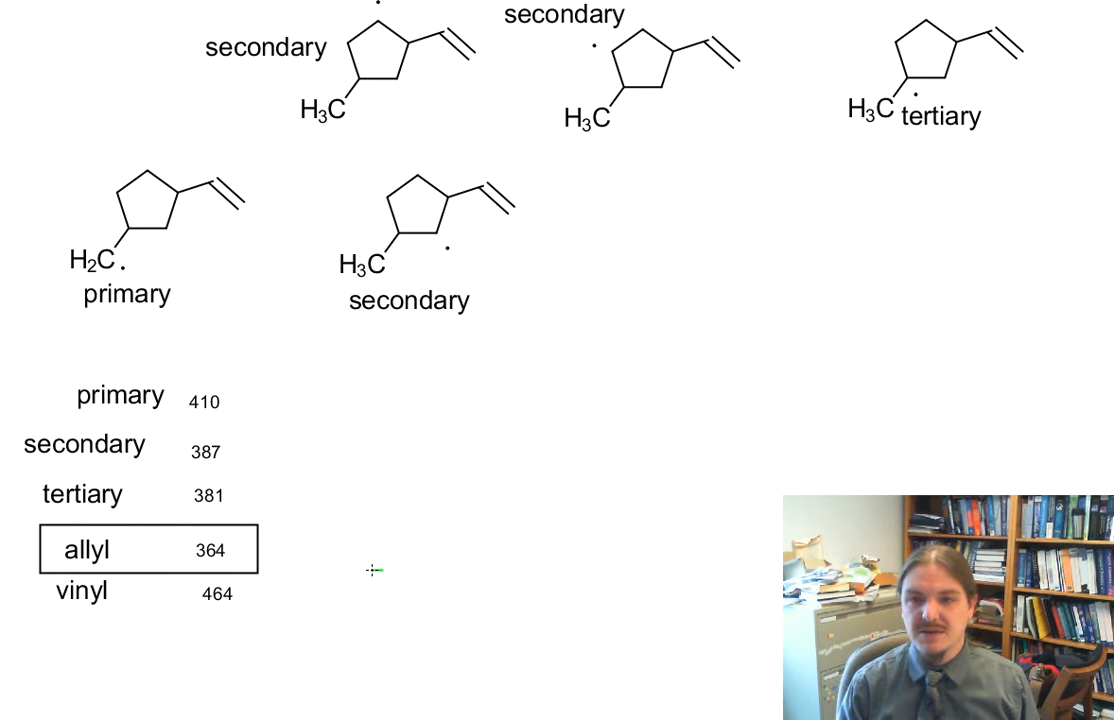 secondary
secondary
H₃C
H₃C
H₃C
tertiary
H₂C
primary
H₃C
secondary
primary 410
secondary 387
tertiary 381
allyl 364
vinyl 464